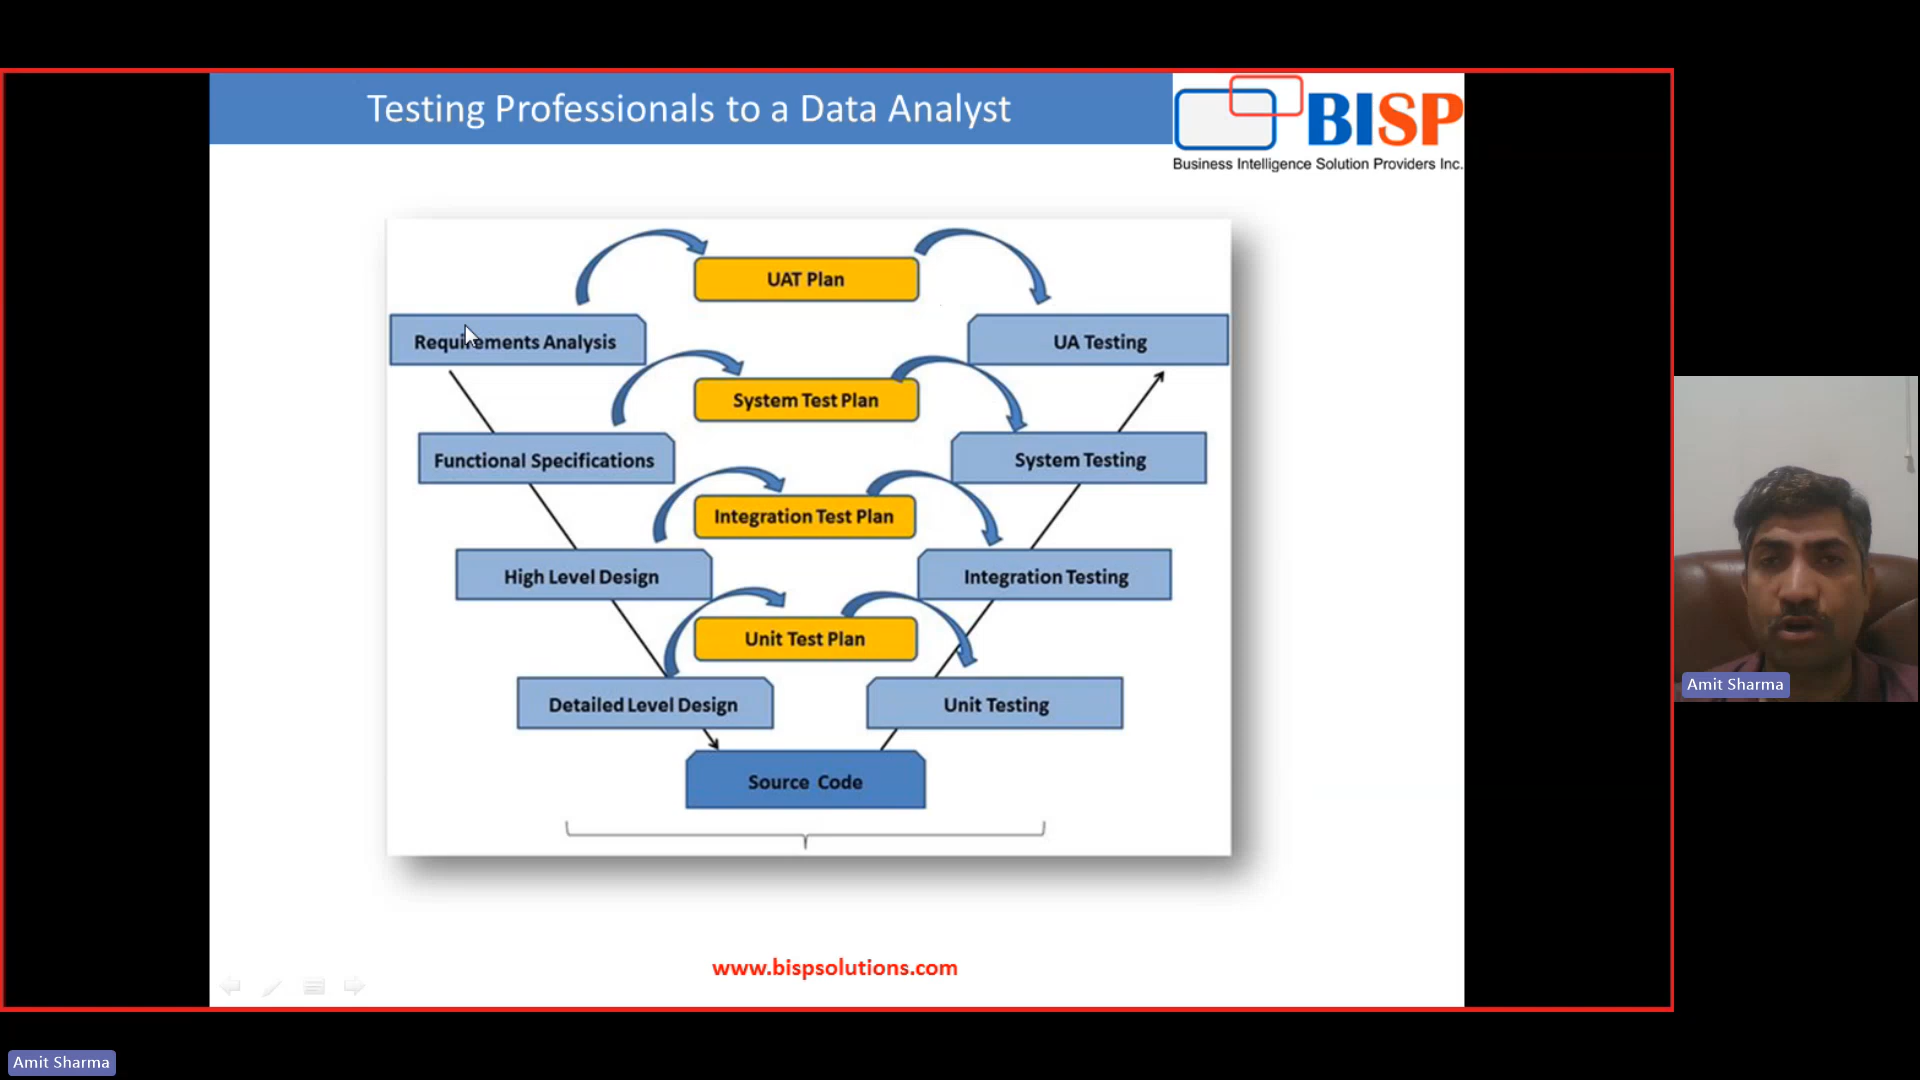 Testing Professionals to a Data Analyst
BISP
Business Intelligence Solution Providers Inc.
UAT Plan
Requirements Analysis
UA Testing
System Test Plan
Functional Specifications
System Testing
Integration Test Plan
High Level Design
Integration Testing
Unit Test Plan
Detailed Level Design
Unit Testing
Source Code
www.bispsolutions.com
Amit Sharma
Amit Sharma